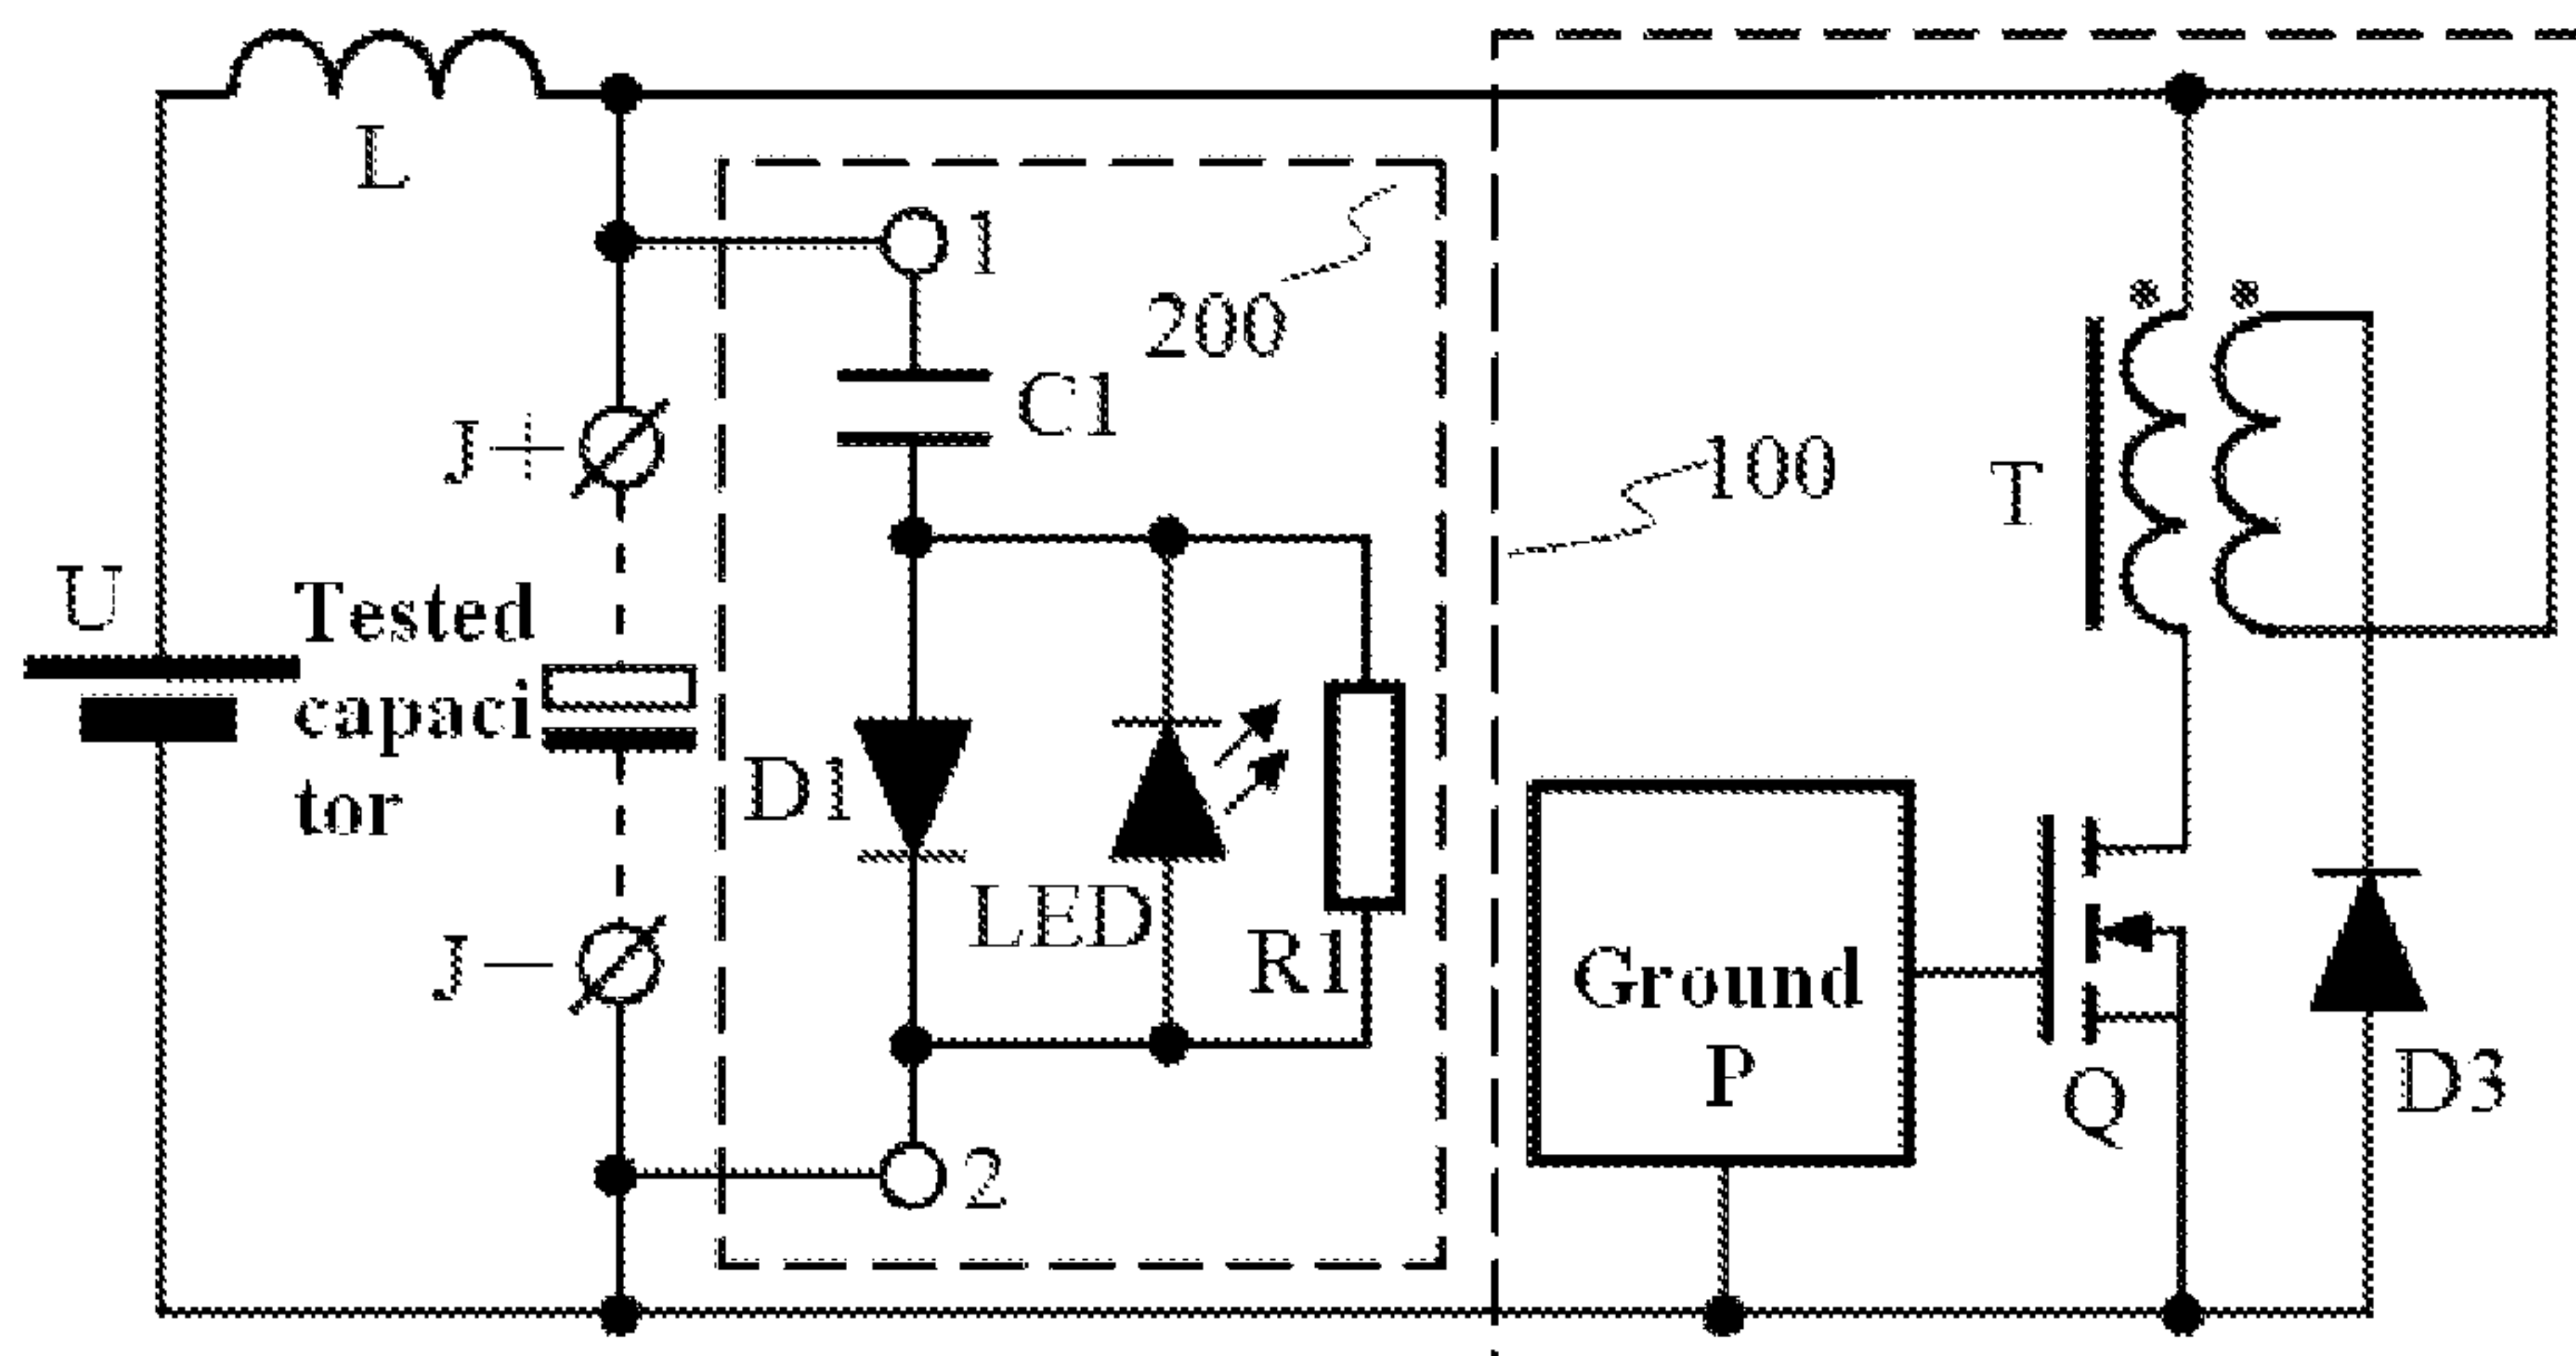 L
1
200
C1
J+
100
T
U
Tested
capaci
tor
D1
LED
R1
J—
Ground
P
Q
D3
2